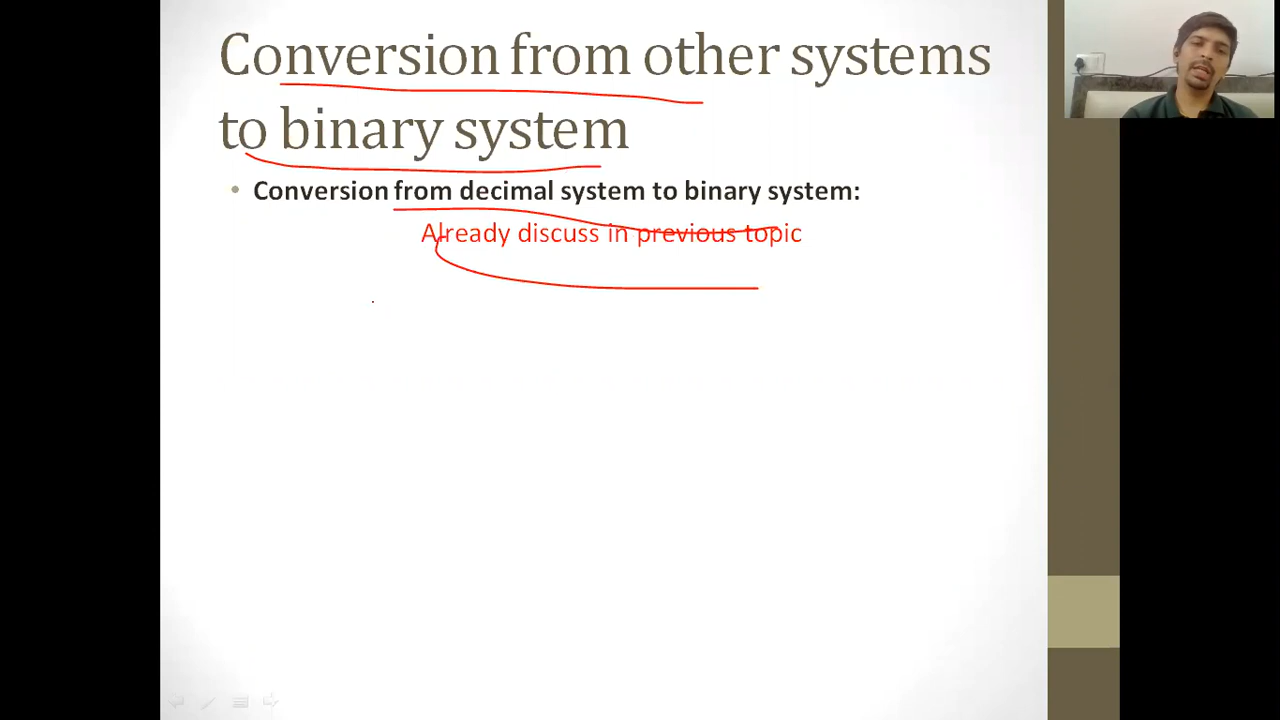 Conversion from other systems
to binary system
• Conversion from decimal system to binary system:
Already discuss in previous topic